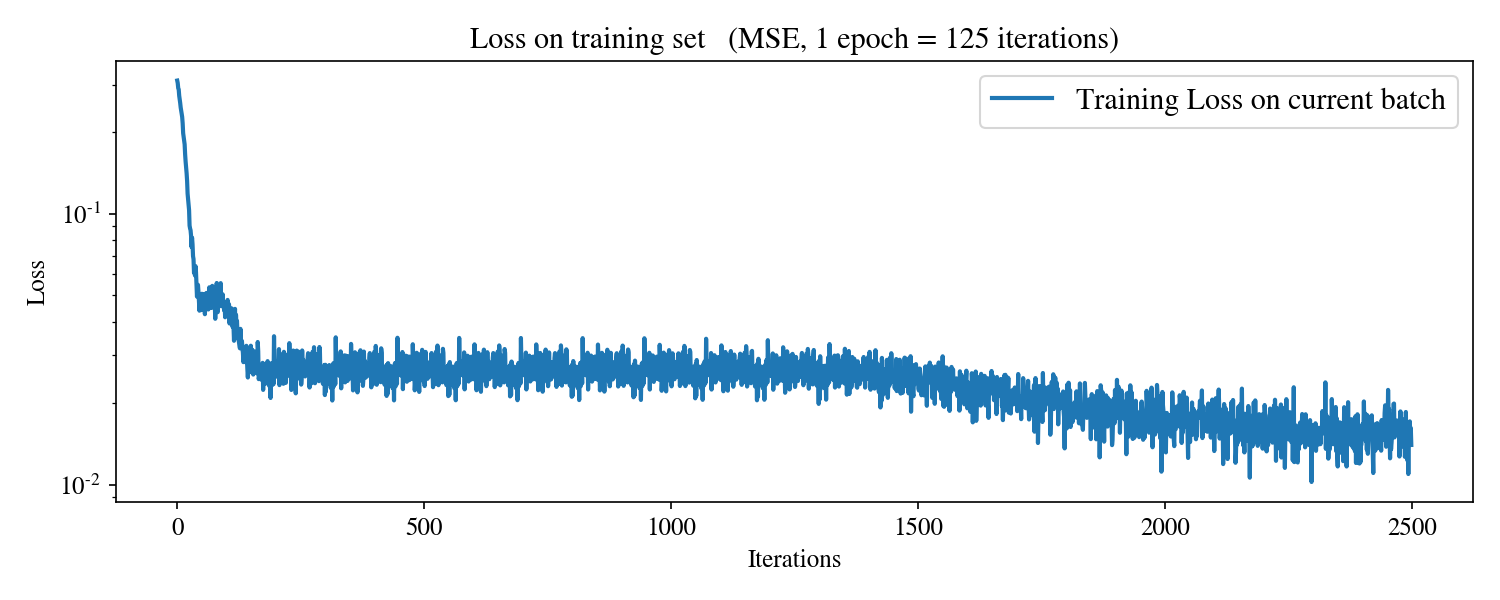 Loss on training set (MSE, 1 epoch = 125 iterations)
Training Loss on current batch
Loss
10-1
10-2
0 500 1000 1500 2000 2500
Iterations